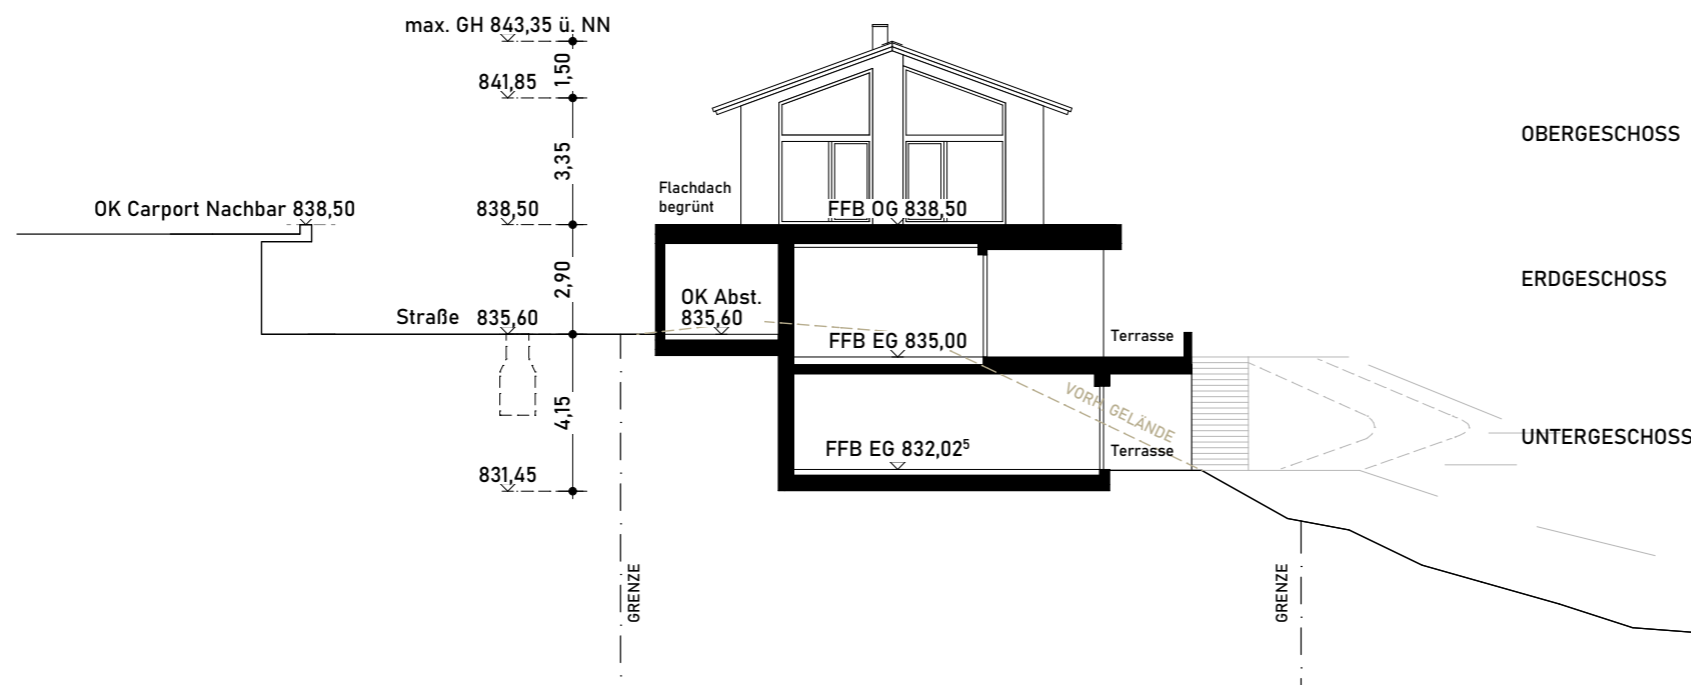 max. GH 843,35 ü. NN
1,50
841,85
3,35
OBERGESCHOSS
Flachdach
begrünt
OK Carport Nachbar 838,50
838,50
FFB OG 838,50
2,90
ERDGESCHOSS
OK Abst.
835,60
Straße 835,60
FFB EG 835,00
Terrasse
VORH. GELÄNDE
4,15
UNTERGESCHOSS
FFB EG 832,02⁵
Terrasse
831,45
GRENZE
GRENZE